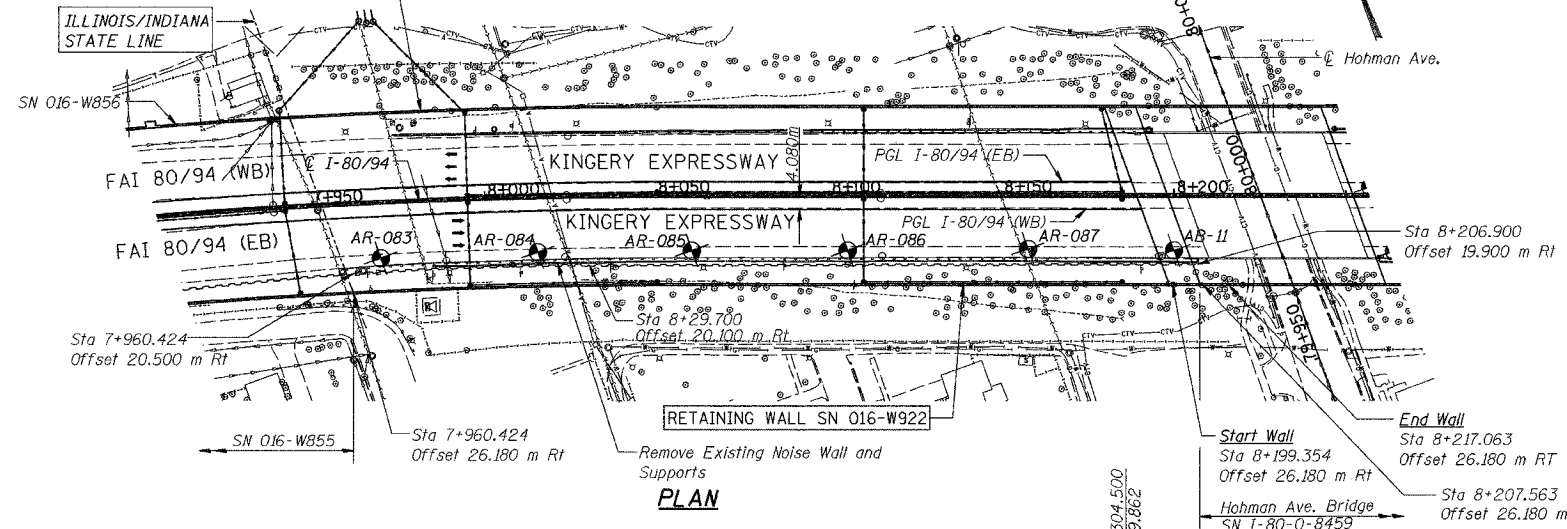 ILLINOIS/INDIANA
STATE LINE
SN 016-W856
℄ Hohman Ave.
80+000
79+950
FAI 80/94 (WB)
℄ I-80/94
KINGERY EXPRESSWAY
4.080m
PGL I-80/94 (EB)
7+950
8+000
8+050
8+100
8+150
8+200
FAI 80/94 (EB)
KINGERY EXPRESSWAY
PGL I-80/94 (WB)
AR-083
AR-084
AR-085
AR-086
AR-087
AB-11
Sta 8+206.900
Offset 19.900 m Rt
Sta 7+960.424
Offset 20.500 m Rt
Sta 8+29.700
Offset 20.100 m Rt
RETAINING WALL SN 016-W922
SN 016-W855
Sta 7+960.424
Offset 26.180 m Rt
Remove Existing Noise Wall and
Supports
Start Wall
Sta 8+199.354
Offset 26.180 m Rt
End Wall
Sta 8+217.063
Offset 26.180 m RT
Sta 8+207.563
Offset 26.180 m
Hohman Ave. Bridge
SN I-80-0-8459
PLAN